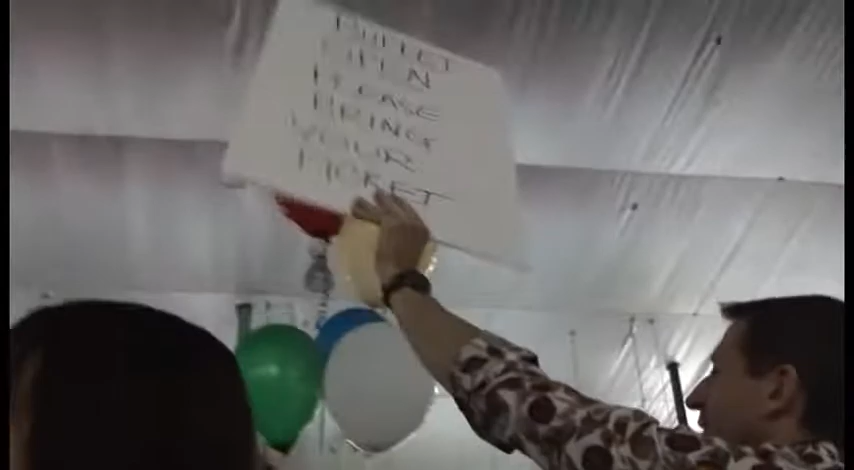 BUFFET
OPEN
PLEASE
BRING
YOUR
TICKET